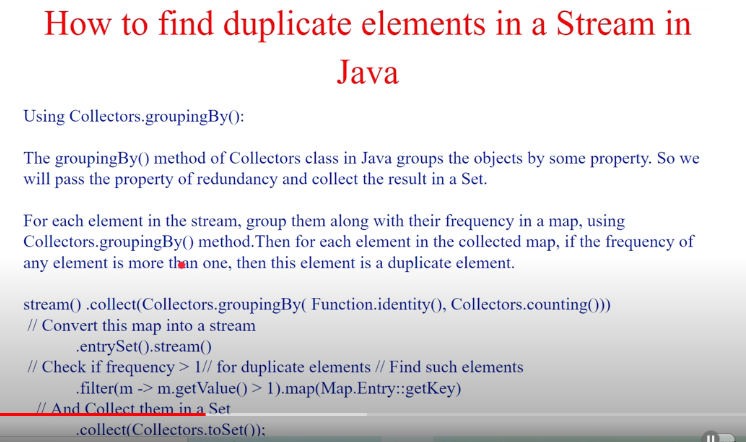 How to find duplicate elements in a Stream in
Java
Using Collectors.groupingBy():
The groupingBy() method of Collectors class in Java groups the objects by some property. So we
will pass the property of redundancy and collect the result in a Set.
For each element in the stream, group them along with their frequency in a map, using
Collectors.groupingBy() method.Then for each element in the collected map, if the frequency of
any element is more than one, then this element is a duplicate element.
stream() .collect(Collectors.groupingBy( Function.identity(), Collectors.counting()))
// Convert this map into a stream
.entrySet().stream()
// Check if frequency > 1// for duplicate elements // Find such elements
.filter(m -> m.getValue() > 1).map(Map.Entry::getKey)
// And Collect them in a Set
.collect(Collectors.toSet());